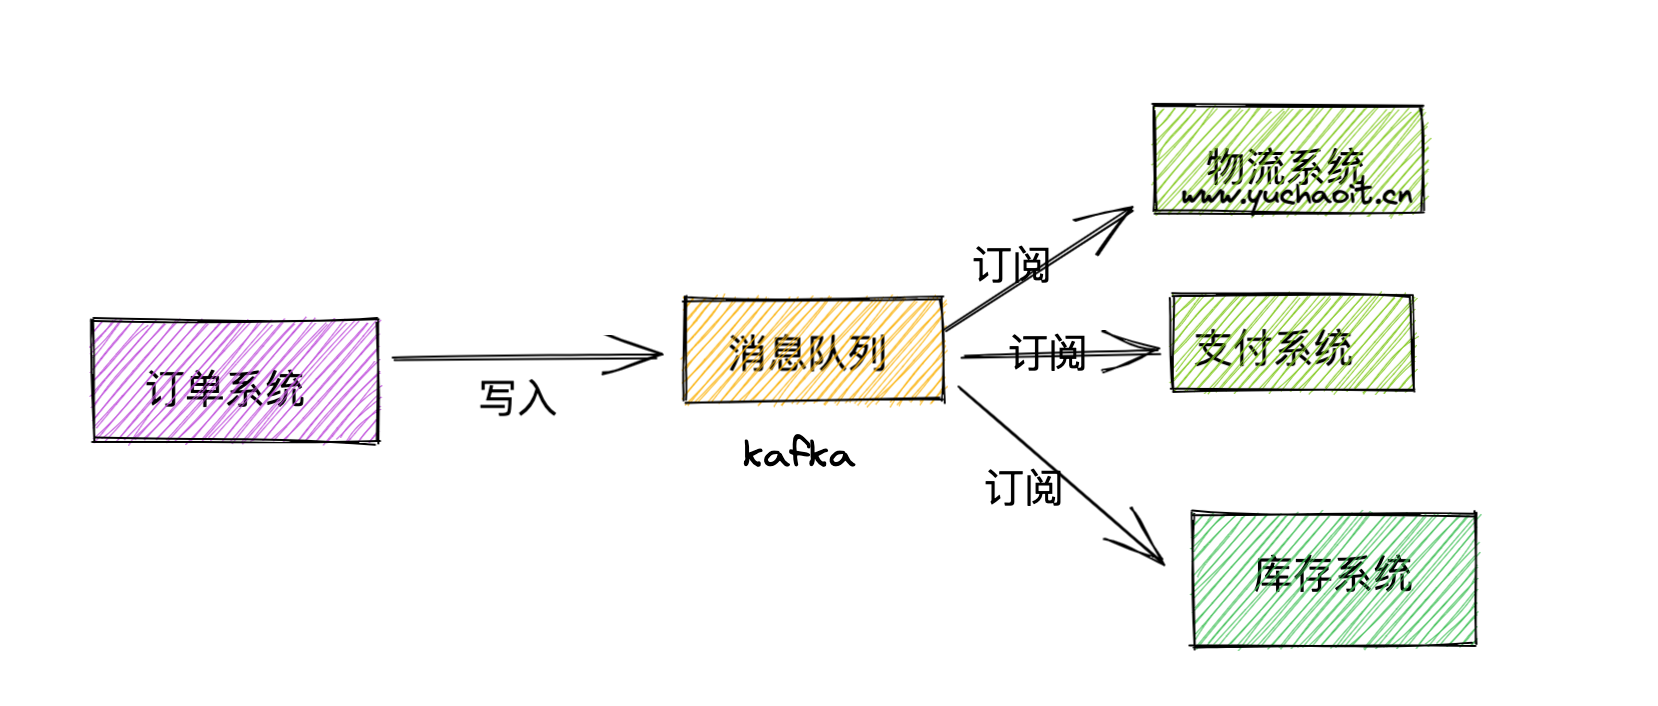 物流系统
www.yuchaoit.cn
订阅
订单系统
写入
消息队列
kafka
订阅
支付系统
订阅
库存系统